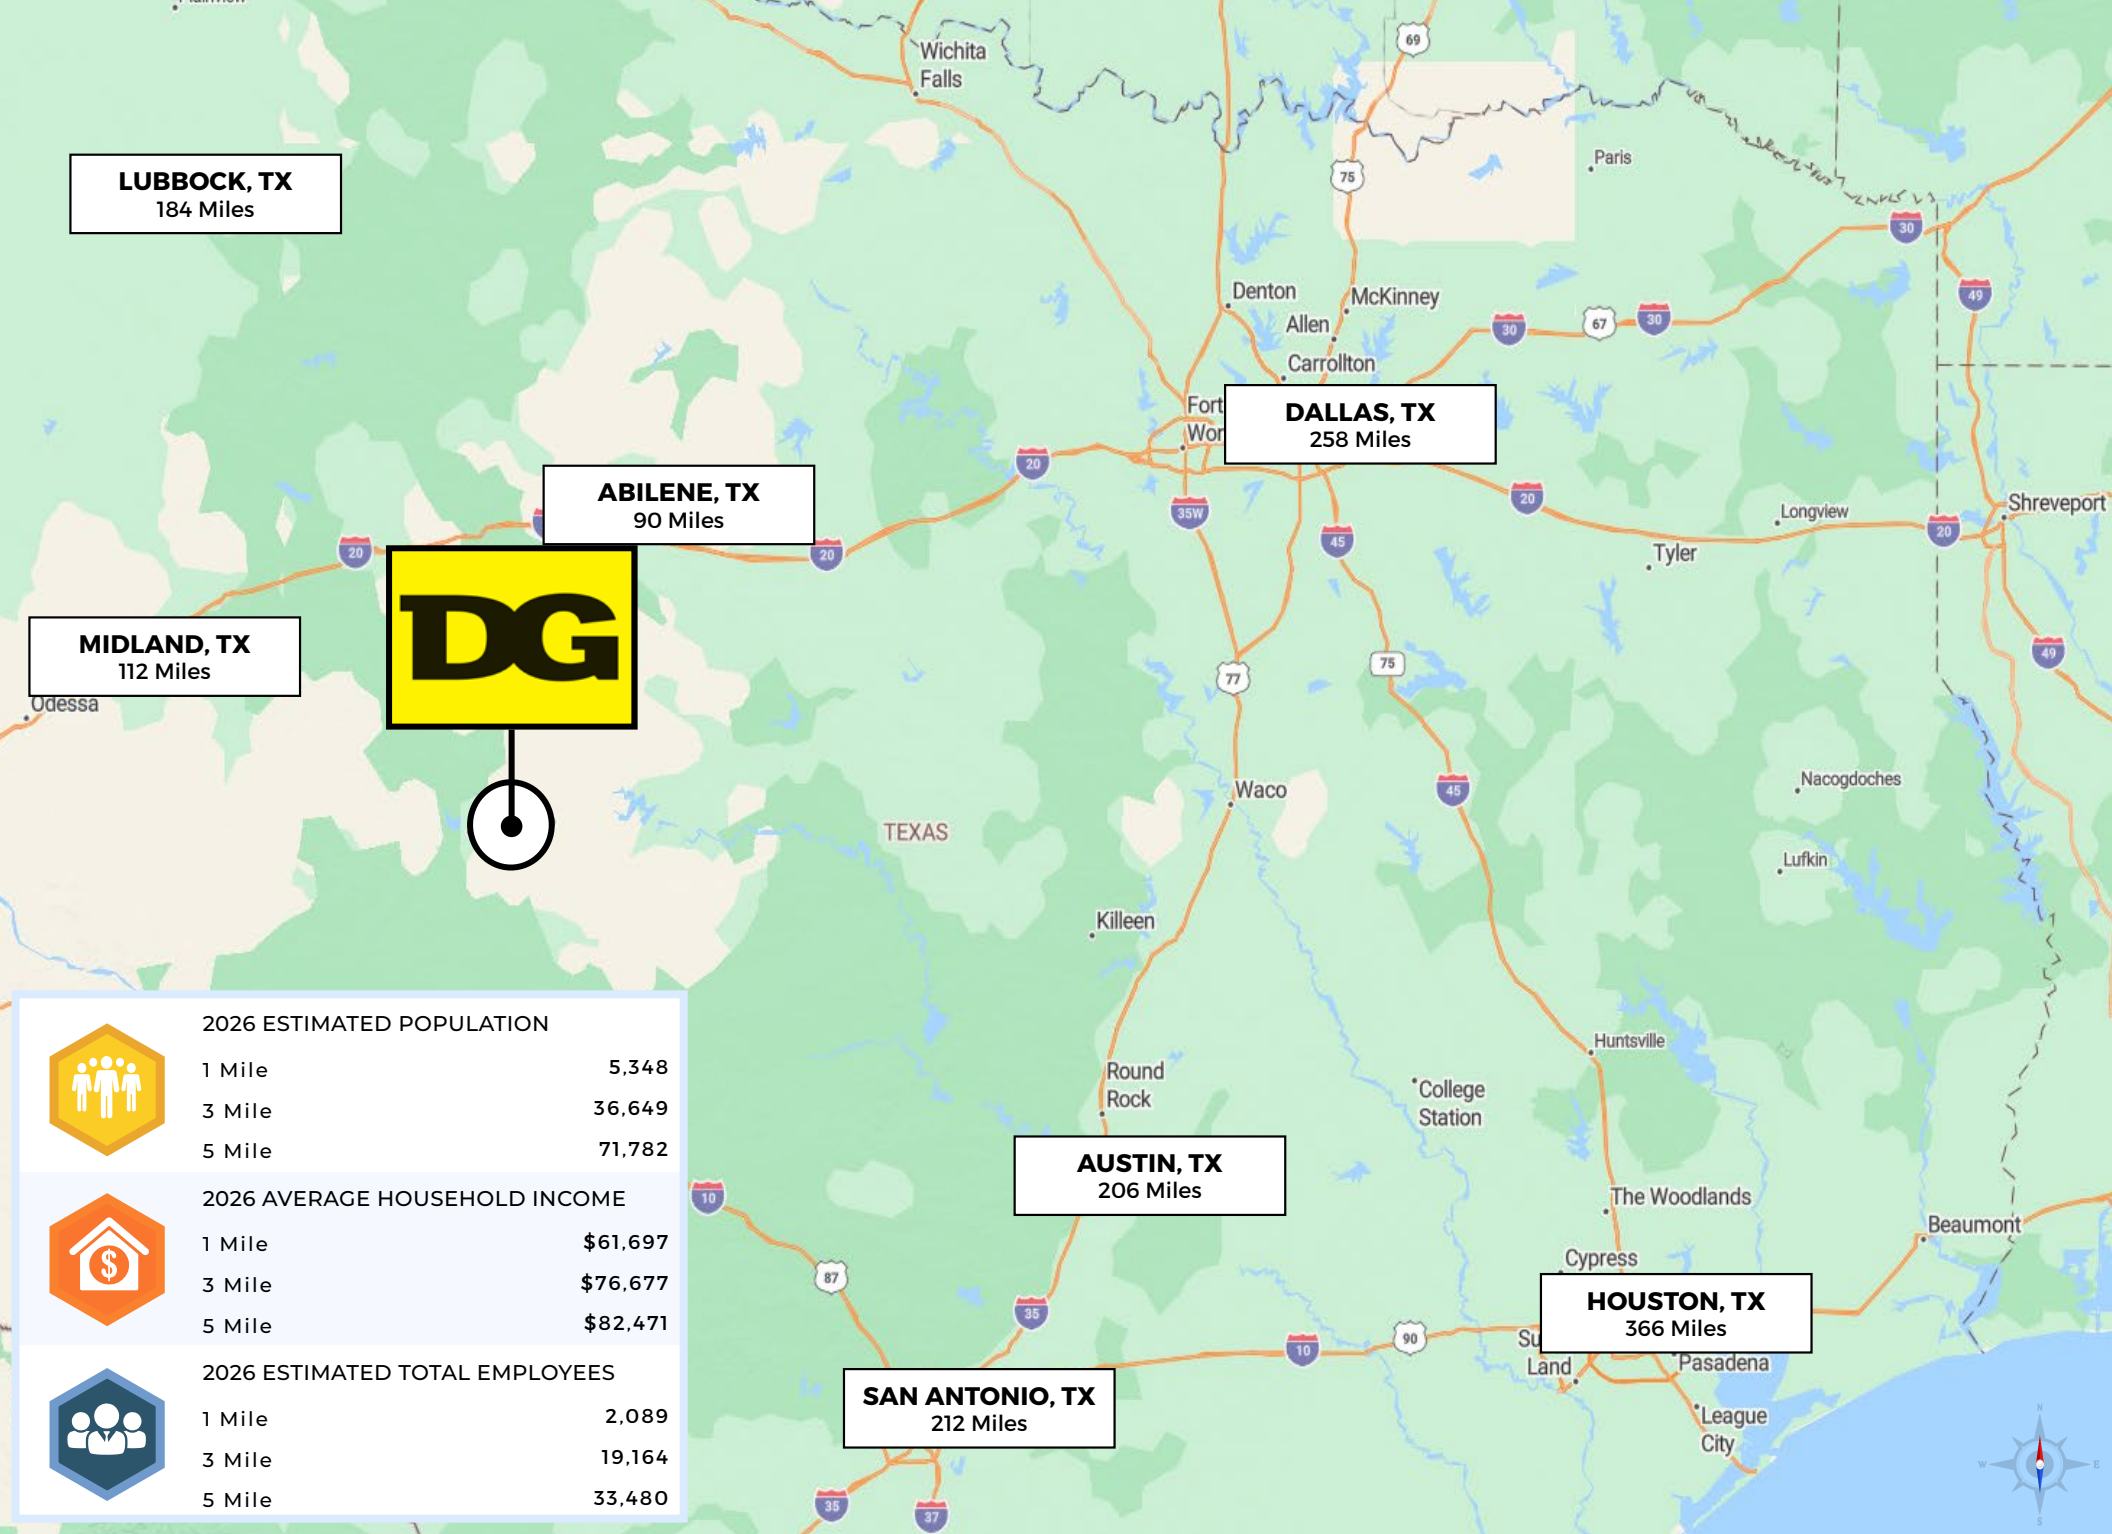 Wichita
Falls
69
LUBBOCK, TX
184 Miles
75
Paris
30
Denton
McKinney
49
Allen
30
67
30
Carrollton
Fort
Wor
DALLAS, TX
258 Miles
20
ABILENE, TX
90 Miles
20
Longview
Shreveport
35W
20
45
20
20
Tyler
DG
MIDLAND, TX
112 Miles
Odessa
77
75
49
Waco
45
Nacogdoches
TEXAS
Lufkin
Killeen
2026 ESTIMATED POPULATION
1 Mile 5,348
3 Mile 36,649
5 Mile 71,782
2026 AVERAGE HOUSEHOLD INCOME
1 Mile $61,697
3 Mile $76,677
5 Mile $82,471
2026 ESTIMATED TOTAL EMPLOYEES
1 Mile 2,089
3 Mile 19,164
5 Mile 33,480
Huntsville
Round
Rock
College
Station
AUSTIN, TX
206 Miles
10
The Woodlands
Beaumont
Cypress
87
HOUSTON, TX
366 Miles
35
10
90
Su
Land
Pasadena
SAN ANTONIO, TX
212 Miles
League
City
35
37
N
W
E
S